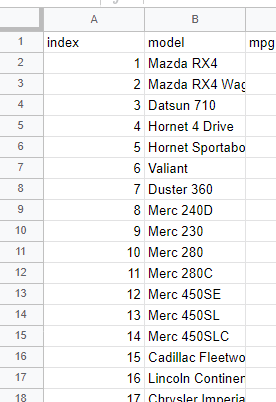 A B
1 index model mpg
2 1 Mazda RX4
3 2 Mazda RX4 Wag
4 3 Datsun 710
5 4 Hornet 4 Drive
6 5 Hornet Sportabo
7 6 Valiant
8 7 Duster 360
9 8 Merc 240D
10 9 Merc 230
11 10 Merc 280
12 11 Merc 280C
13 12 Merc 450SE
14 13 Merc 450SL
15 14 Merc 450SLC
16 15 Cadillac Fleetwo
17 16 Lincoln Continen
18 17 Chrysler Imperia